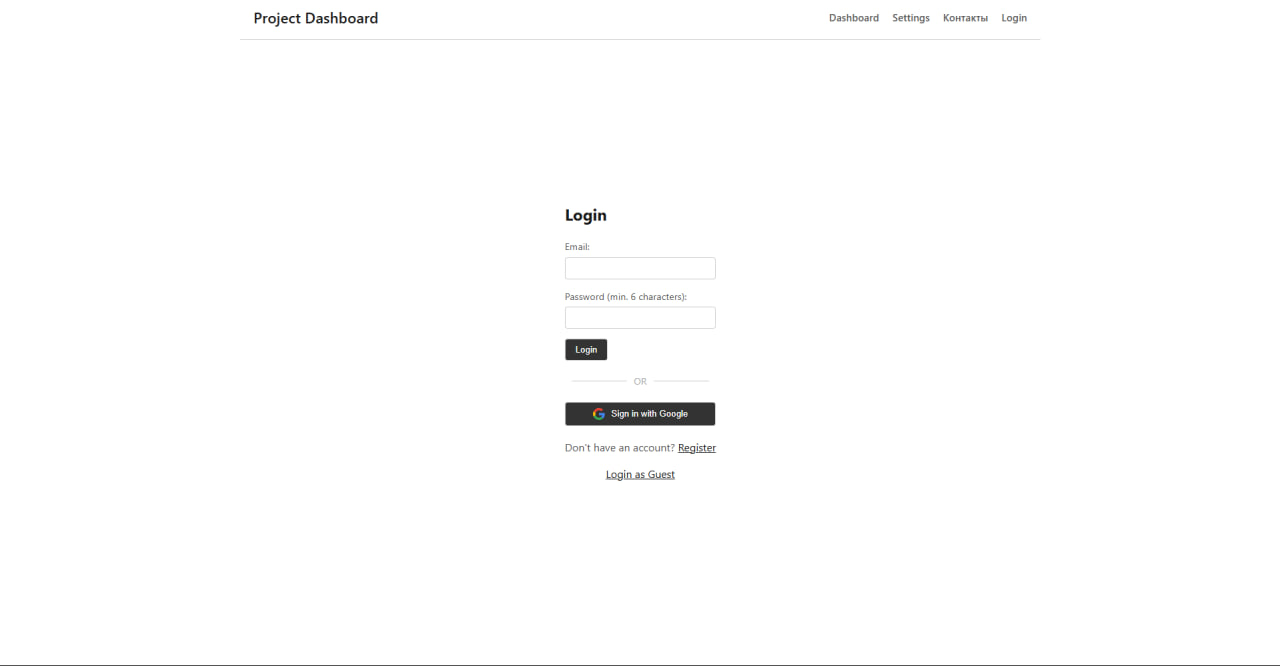 Project Dashboard Dashboard Settings Контакты Login
Login
Email:
Password (min. 6 characters):
Login
OR
Sign in with Google
Don't have an account? Register
Login as Guest